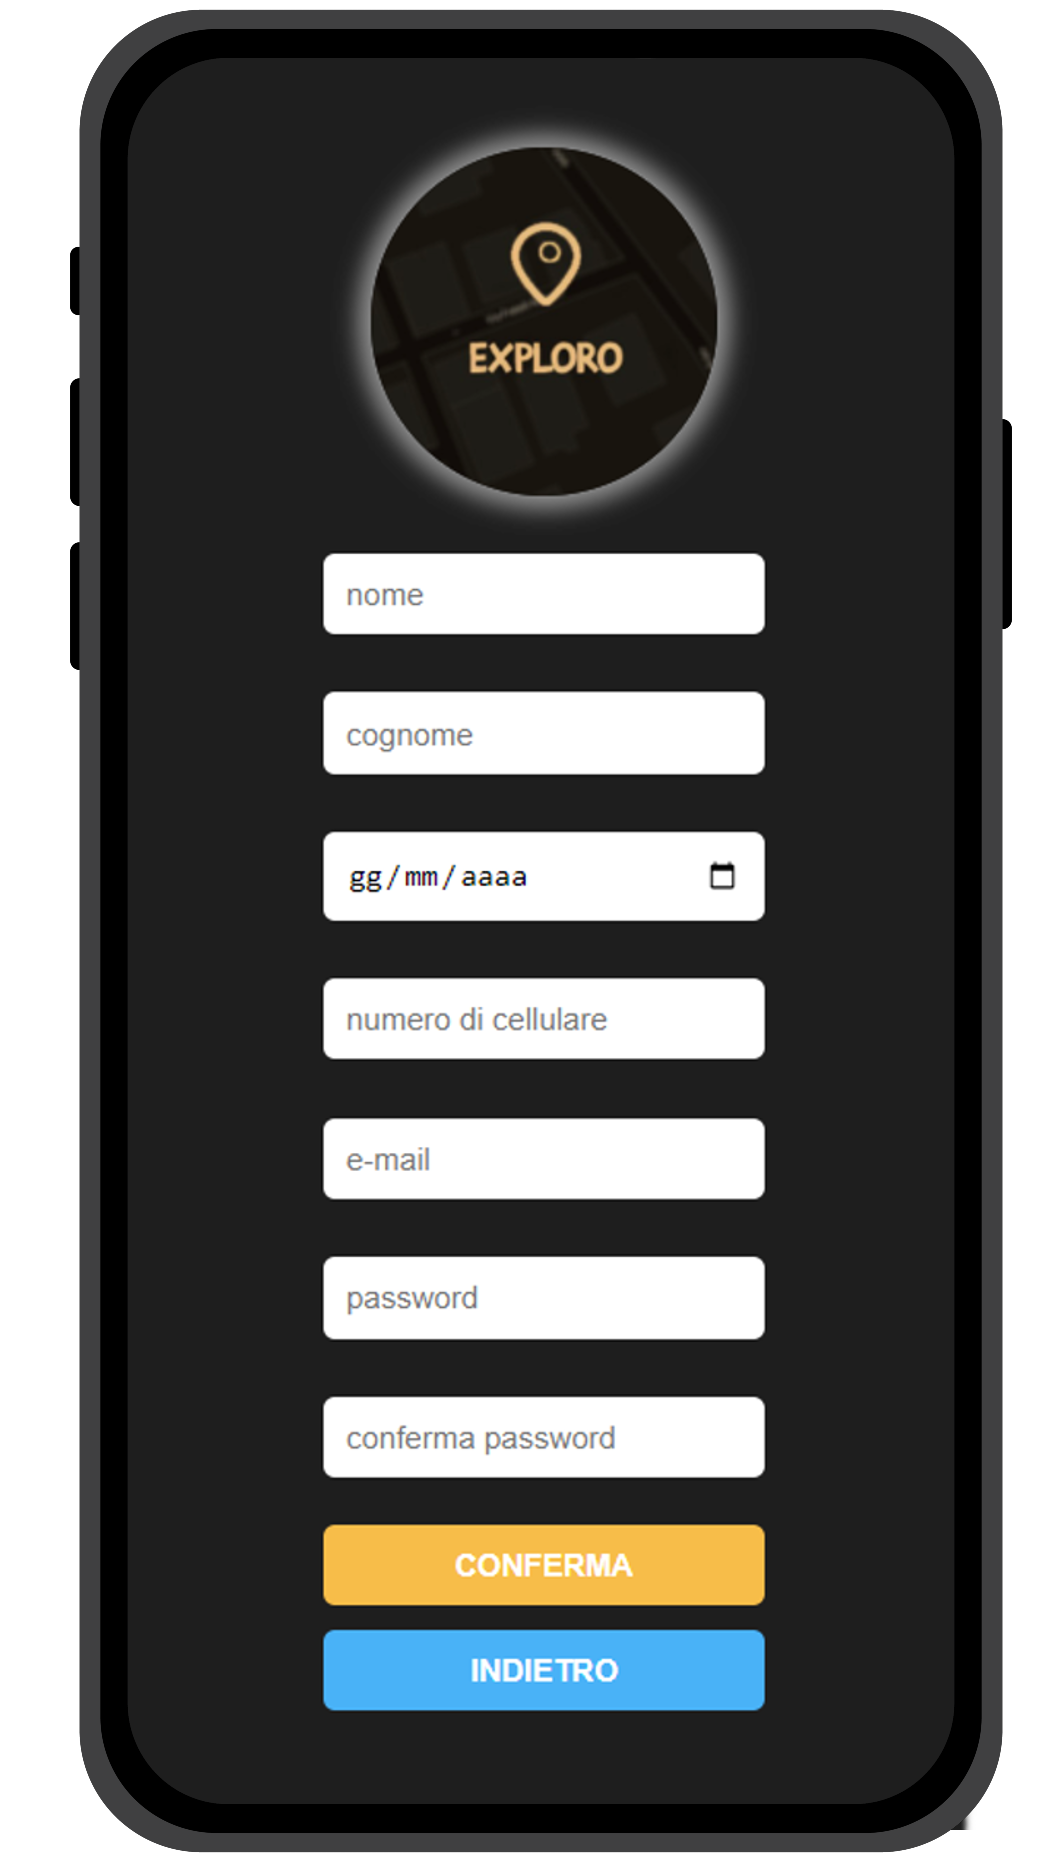 EXPLORO
nome
cognome
gg/mm/aaaa
numero di cellulare
e-mail
password
conferma password
CONFERMA
INDIETRO